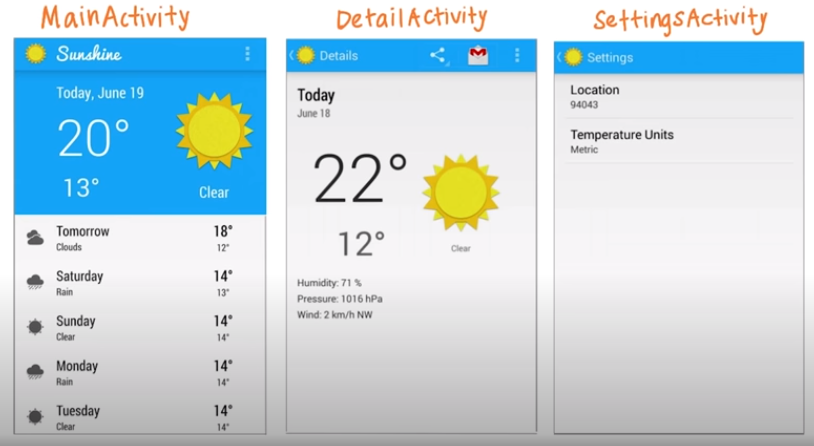 MainActivity
DetailActivity
SettingsActivity
Sunshine
Today, June 19
20°
13°
Clear
Tomorrow 18°
Clouds 12°
Saturday 14°
Rain 13°
Sunday 14°
Clear 14°
Monday 14°
Rain 14°
Tuesday 14°
Clear 14°
Details
Today
June 18
22°
12°
Clear
Humidity: 71 %
Pressure: 1016 hPa
Wind: 2 km/h NW
Settings
Location
94043
Temperature Units
Metric